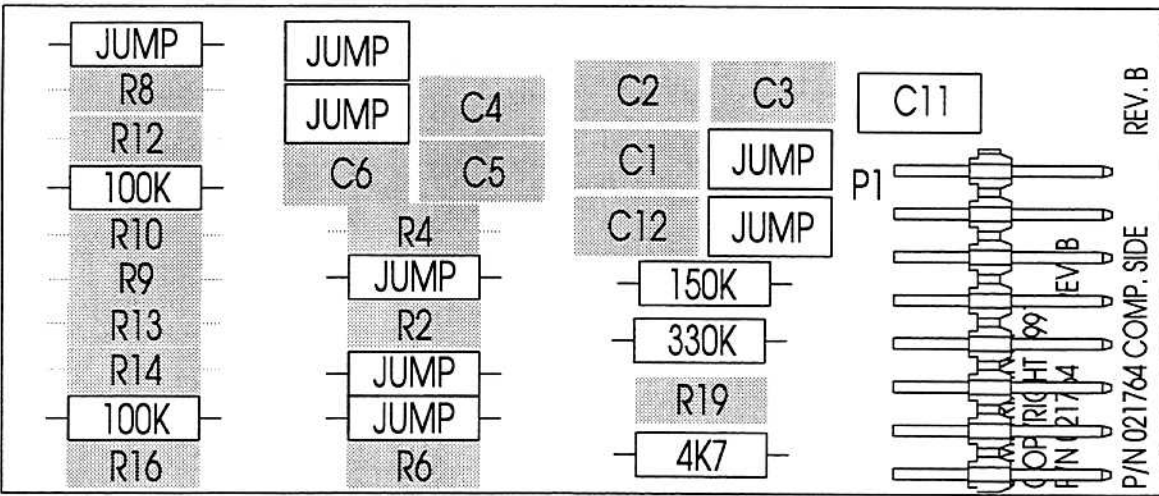 JUMP
R8
R12
100K
R10
R9
R13
R14
100K
R16
JUMP
JUMP
C4
C6
C5
R4
JUMP
R2
JUMP
JUMP
R6
C2
C3
C1
JUMP
C12
JUMP
150K
330K
R19
4K7
C11
P1
COPYRIGHT
REV B
P/N 021764 COMP. SIDE
REV. B